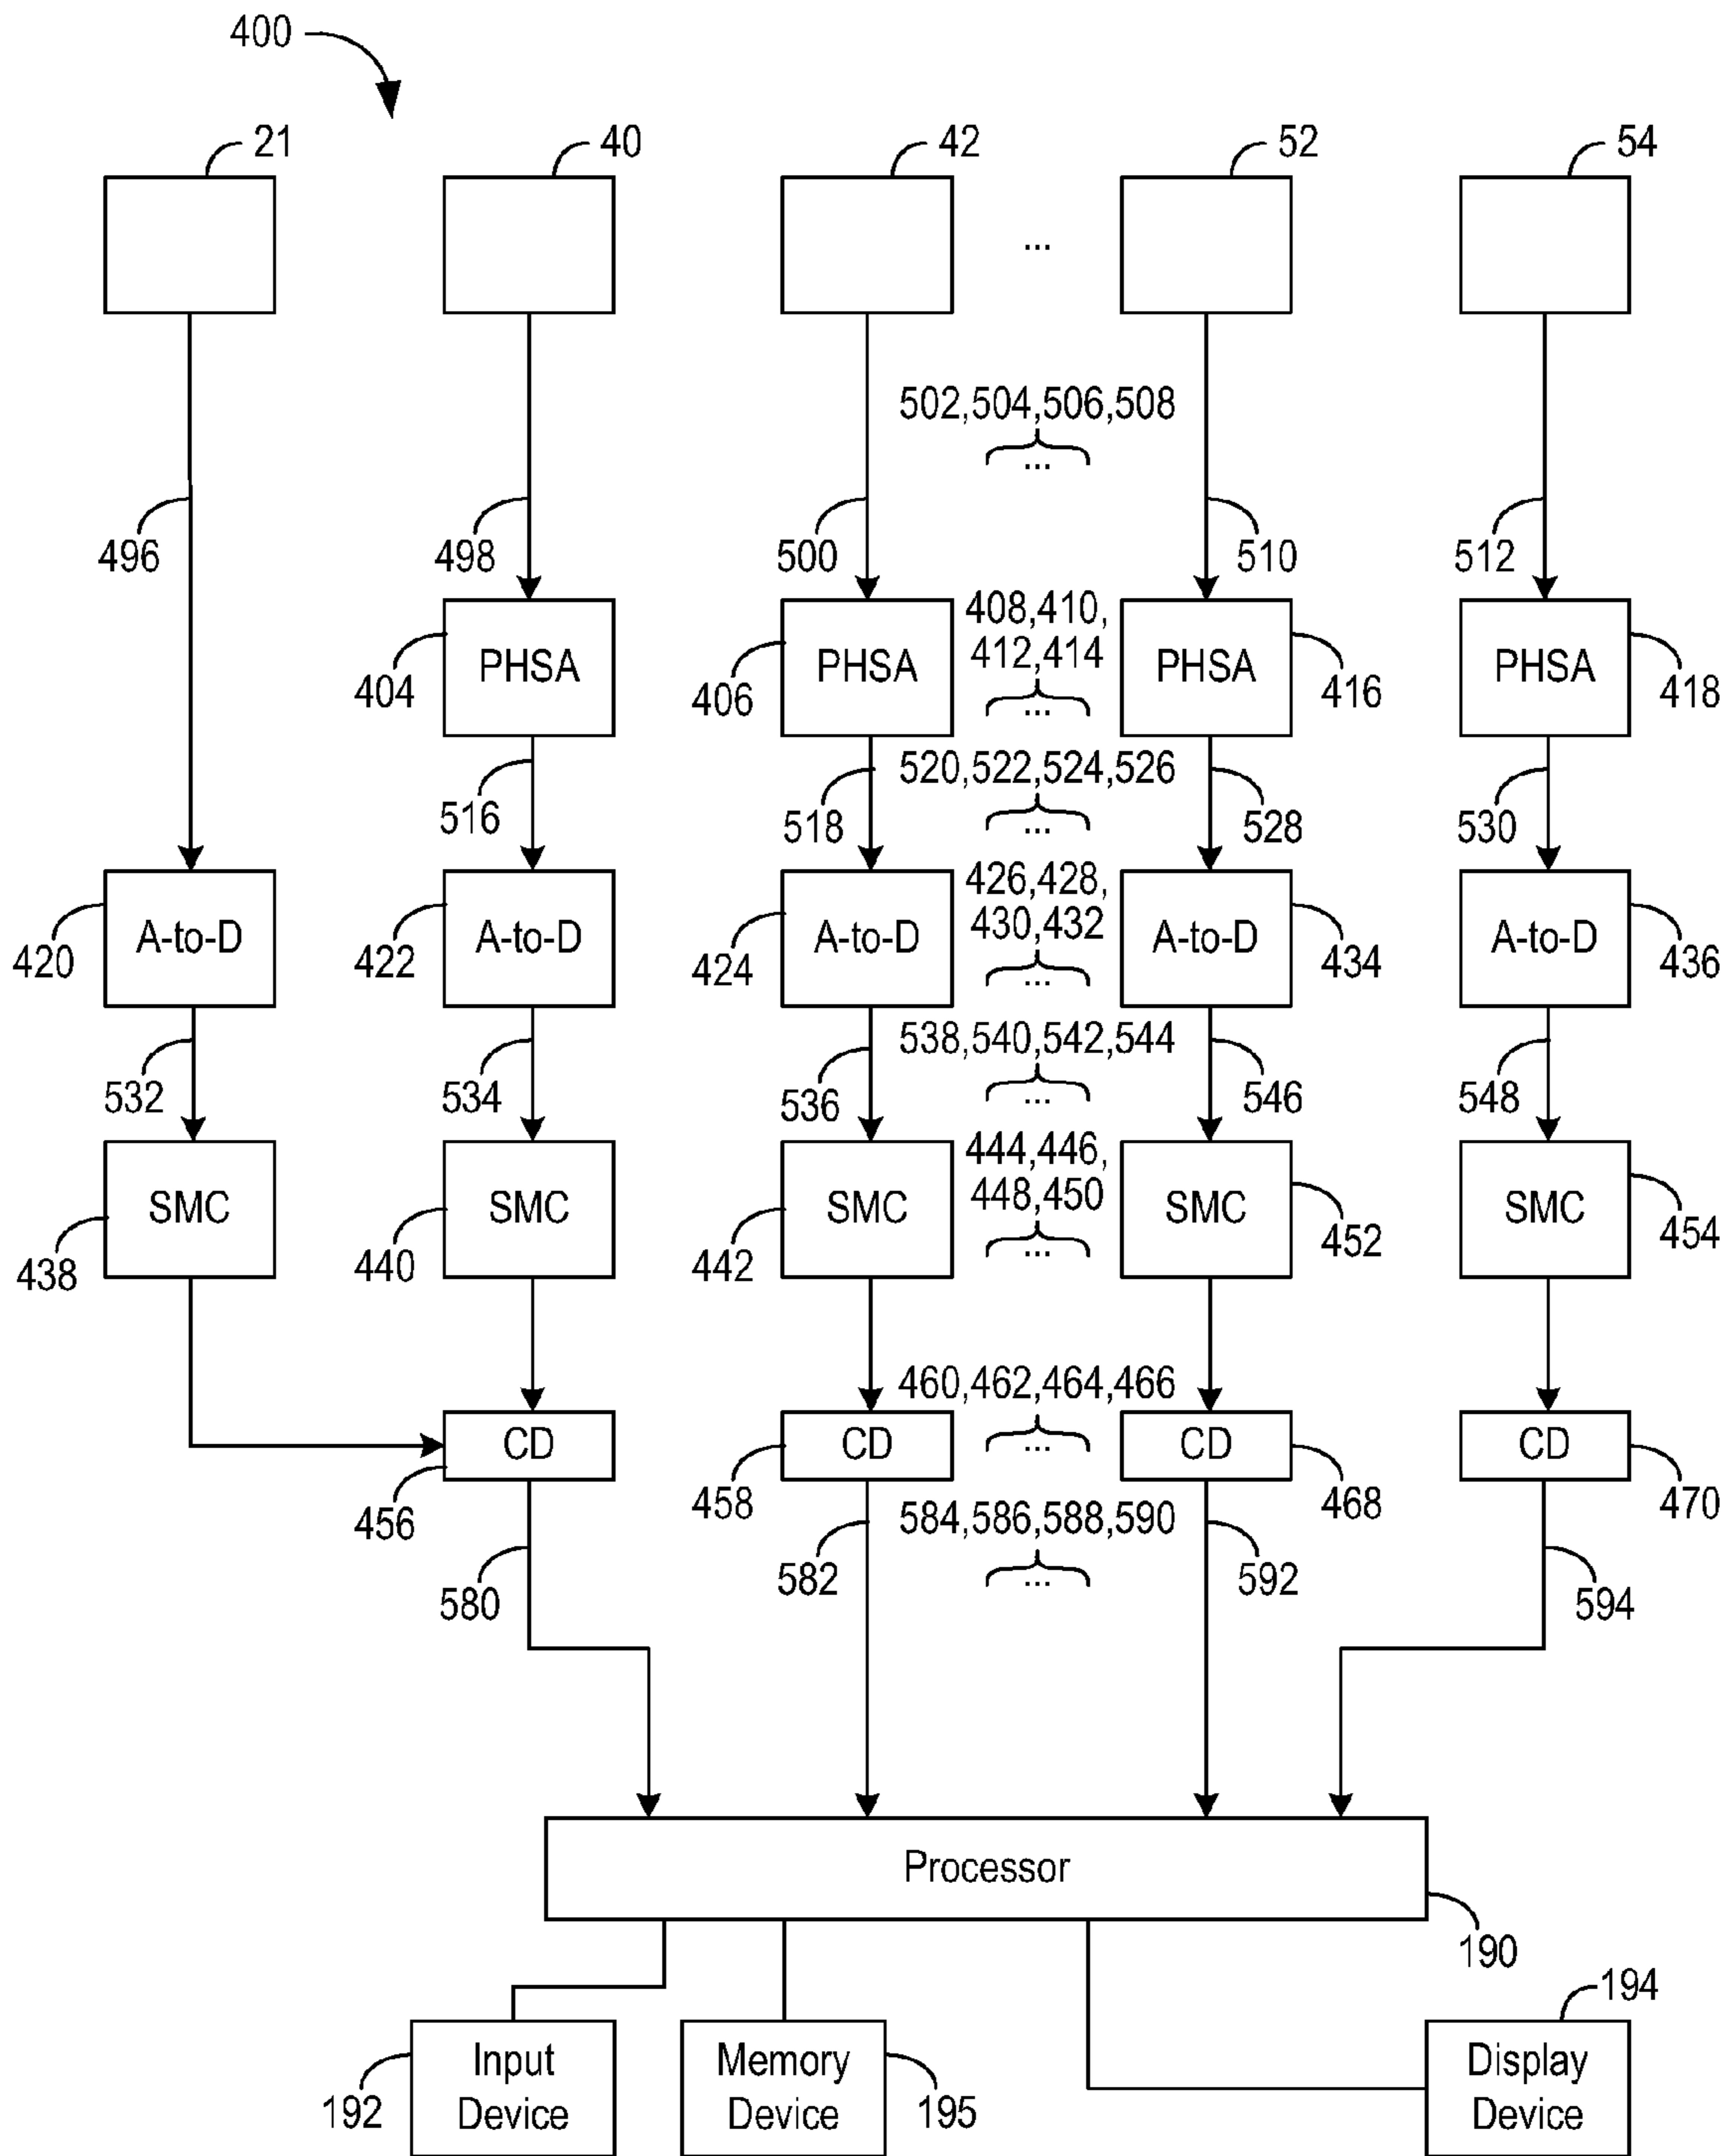 400
21
40
42
52
54
...
502,504,506,508
...
496
498
500
510
512
408,410,
412,414
...
PHSA
PHSA
PHSA
PHSA
404
406
416
418
520,522,524,526
...
516
518
528
530
426,428,
430,432
...
A-to-D
A-to-D
A-to-D
A-to-D
A-to-D
420
422
424
434
436
538,540,542,544
...
532
534
536
546
548
444,446,
448,450
...
SMC
SMC
SMC
SMC
SMC
438
440
442
452
454
460,462,464,466
...
CD
CD
CD
CD
456
458
468
470
584,586,588,590
...
580
582
592
594
Processor
190
194
Input
Device
Memory
Device
Display
Device
192
195